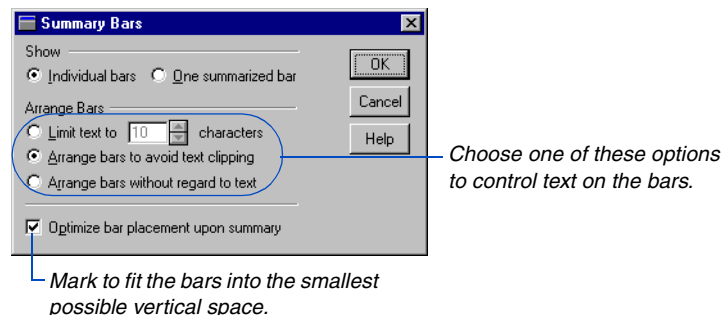 Summary Bars
Show
Individual bars One summarized bar
OK
Arrange Bars
Cancel
Limit text to 10 characters
Help
Arrange bars to avoid text clipping
Arrange bars without regard to text
Choose one of these options
to control text on the bars.
Optimize bar placement upon summary
Mark to fit the bars into the smallest
possible vertical space.